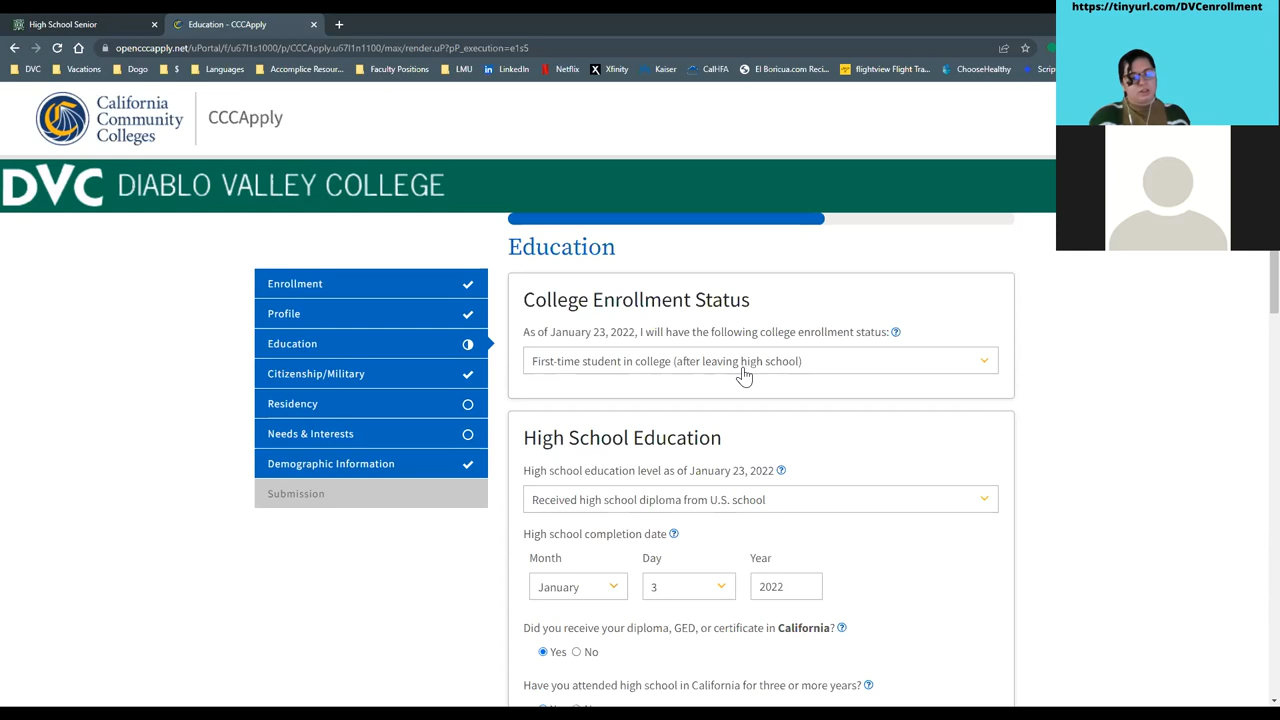 https://tinyurl.com/DVCenrollment
High School Senior
Education - CCCApply
opencccapply.net/uPortal/f/u67l1s1000/p/CCCApply.u67l1n1100/max/render.uP?pP_execution=e1s5
DVC Vacations Dogo $ Languages Accomplice Resour... Faculty Positions LMU LinkedIn Netflix Xfinity Kaiser CalHFA El Boricua.com Reci... flightview Flight Tra... ChooseHealthy Scrip
California
Community
Colleges
CCCApply
DVC DIABLO VALLEY COLLEGE
Enrollment
Profile
Education
Citizenship/Military
Residency
Needs & Interests
Demographic Information
Submission
Education
College Enrollment Status
As of January 23, 2022, I will have the following college enrollment status:
First-time student in college (after leaving high school)
High School Education
High school education level as of January 23, 2022
Received high school diploma from U.S. school
High school completion date
Month Day Year
January 3 2022
Did you receive your diploma, GED, or certificate in California?
Yes No
Have you attended high school in California for three or more years?